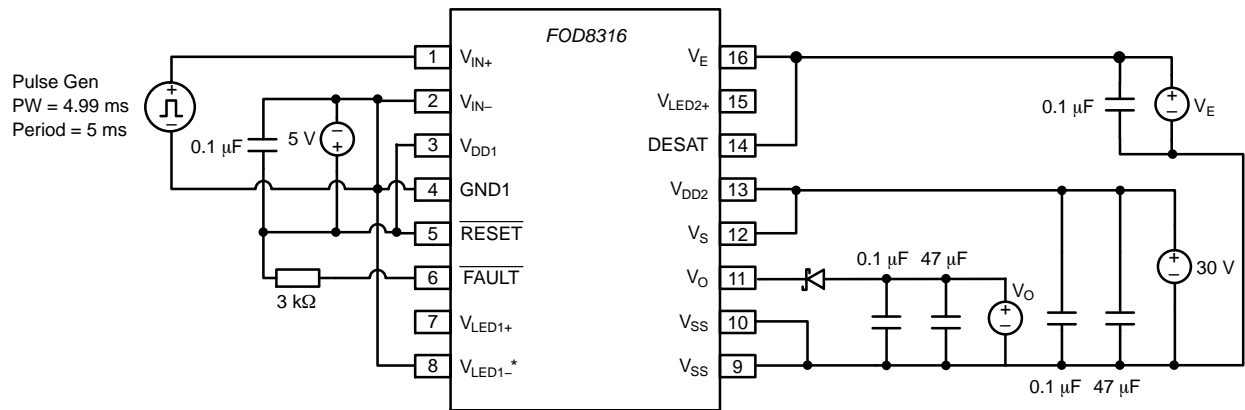 FOD8316
Pulse Gen
PW = 4.99 ms
Period = 5 ms
+
−
0.1 μF
5 V
−
+
3 kΩ
1 V_IN+
2 V_IN−
3 V_DD1
4 GND1
5 R̅E̅S̅E̅T̅
6 F̅A̅U̅L̅T̅
7 V_LED1+
8 V_LED1−*
V_E 16
V_LED2+ 15
DESAT 14
V_DD2 13
V_S 12
V_O 11
V_SS 10
V_SS 9
0.1 μF
+
−
V_E
0.1 μF 47 μF
+
−
V_O
+
−
30 V
0.1 μF 47 μF